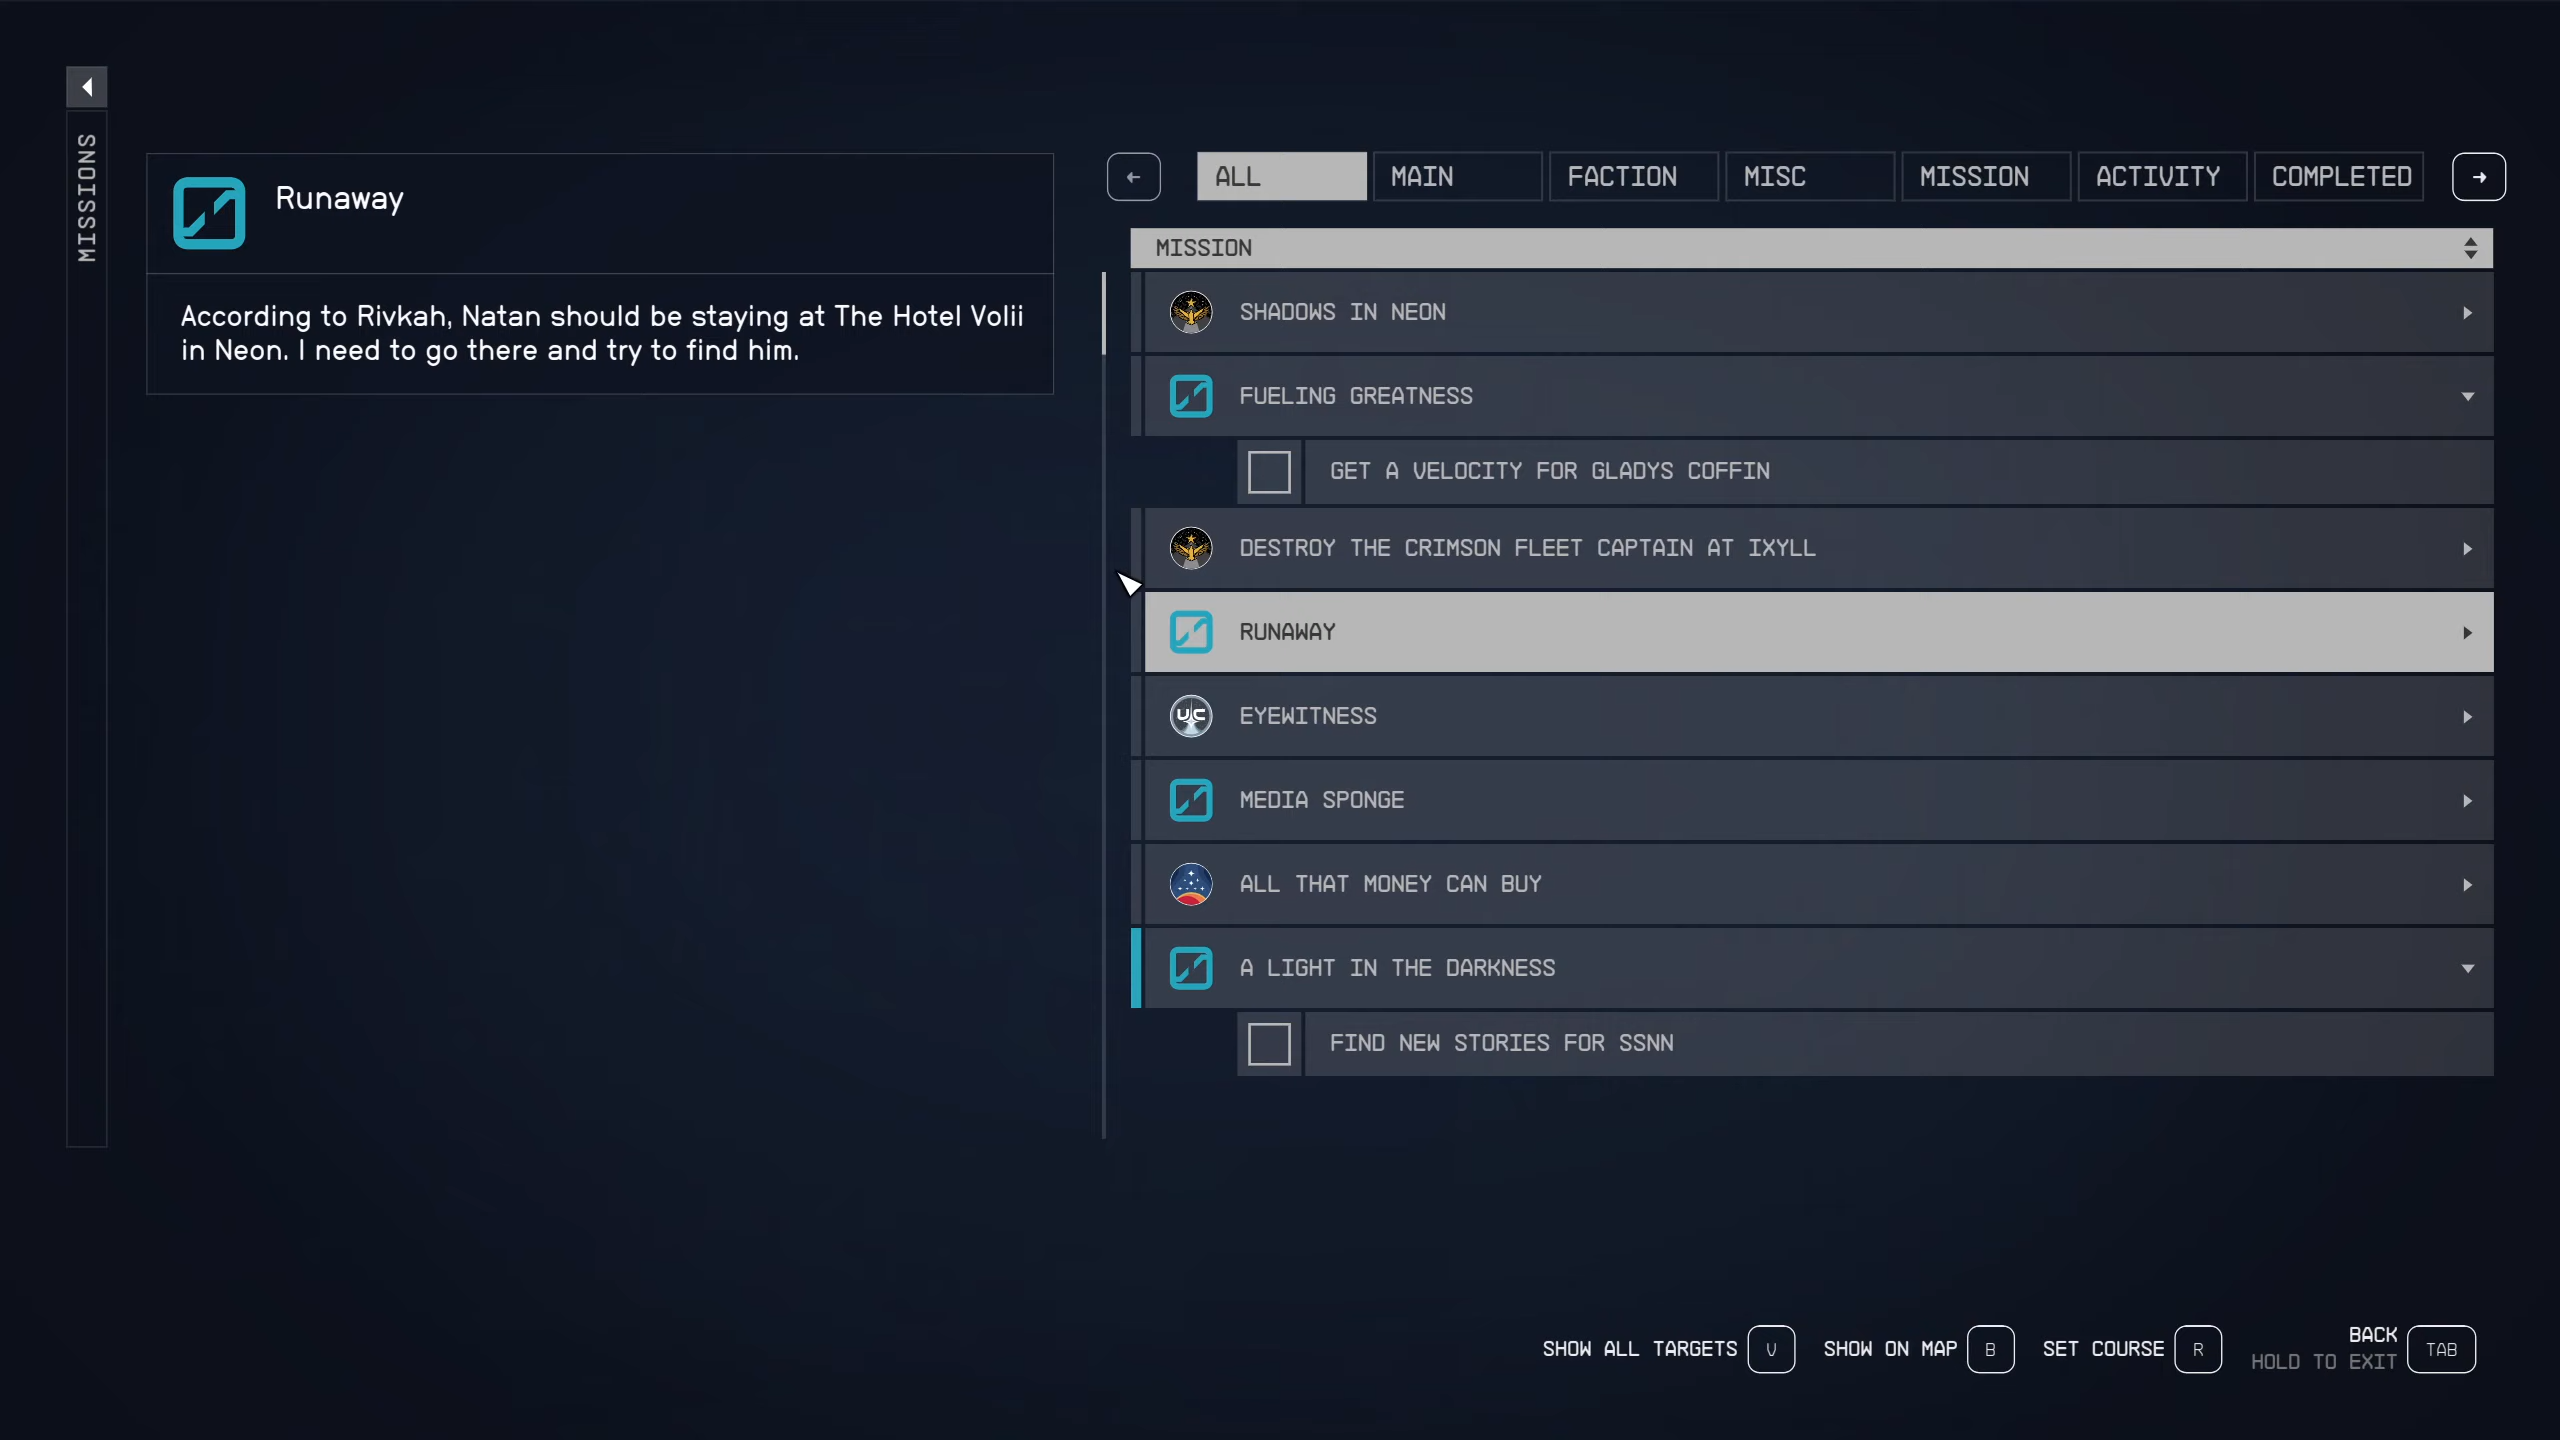 MISSIONS
Runaway
According to Rivkah, Natan should be staying at The Hotel Volii
in Neon. I need to go there and try to find him.
ALL MAIN FACTION MISC MISSION ACTIVITY COMPLETED
MISSION
SHADOWS IN NEON
FUELING GREATNESS
GET A VELOCITY FOR GLADYS COFFIN
DESTROY THE CRIMSON FLEET CAPTAIN AT IXYLL
RUNAWAY
UC EYEWITNESS
MEDIA SPONGE
ALL THAT MONEY CAN BUY
A LIGHT IN THE DARKNESS
FIND NEW STORIES FOR SSNN
SHOW ALL TARGETS V SHOW ON MAP B SET COURSE R BACK TAB
HOLD TO EXIT